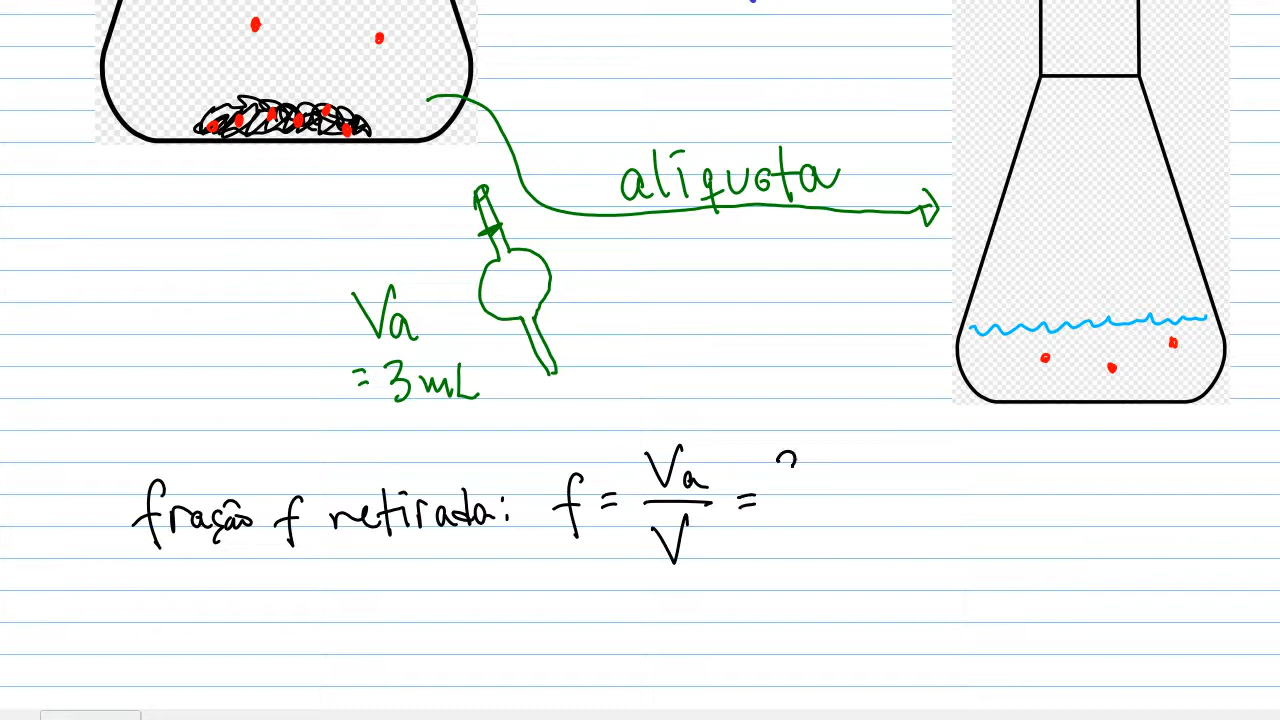 alíquota
Va
= 3 mL
fração f retirada: f = Va / V =